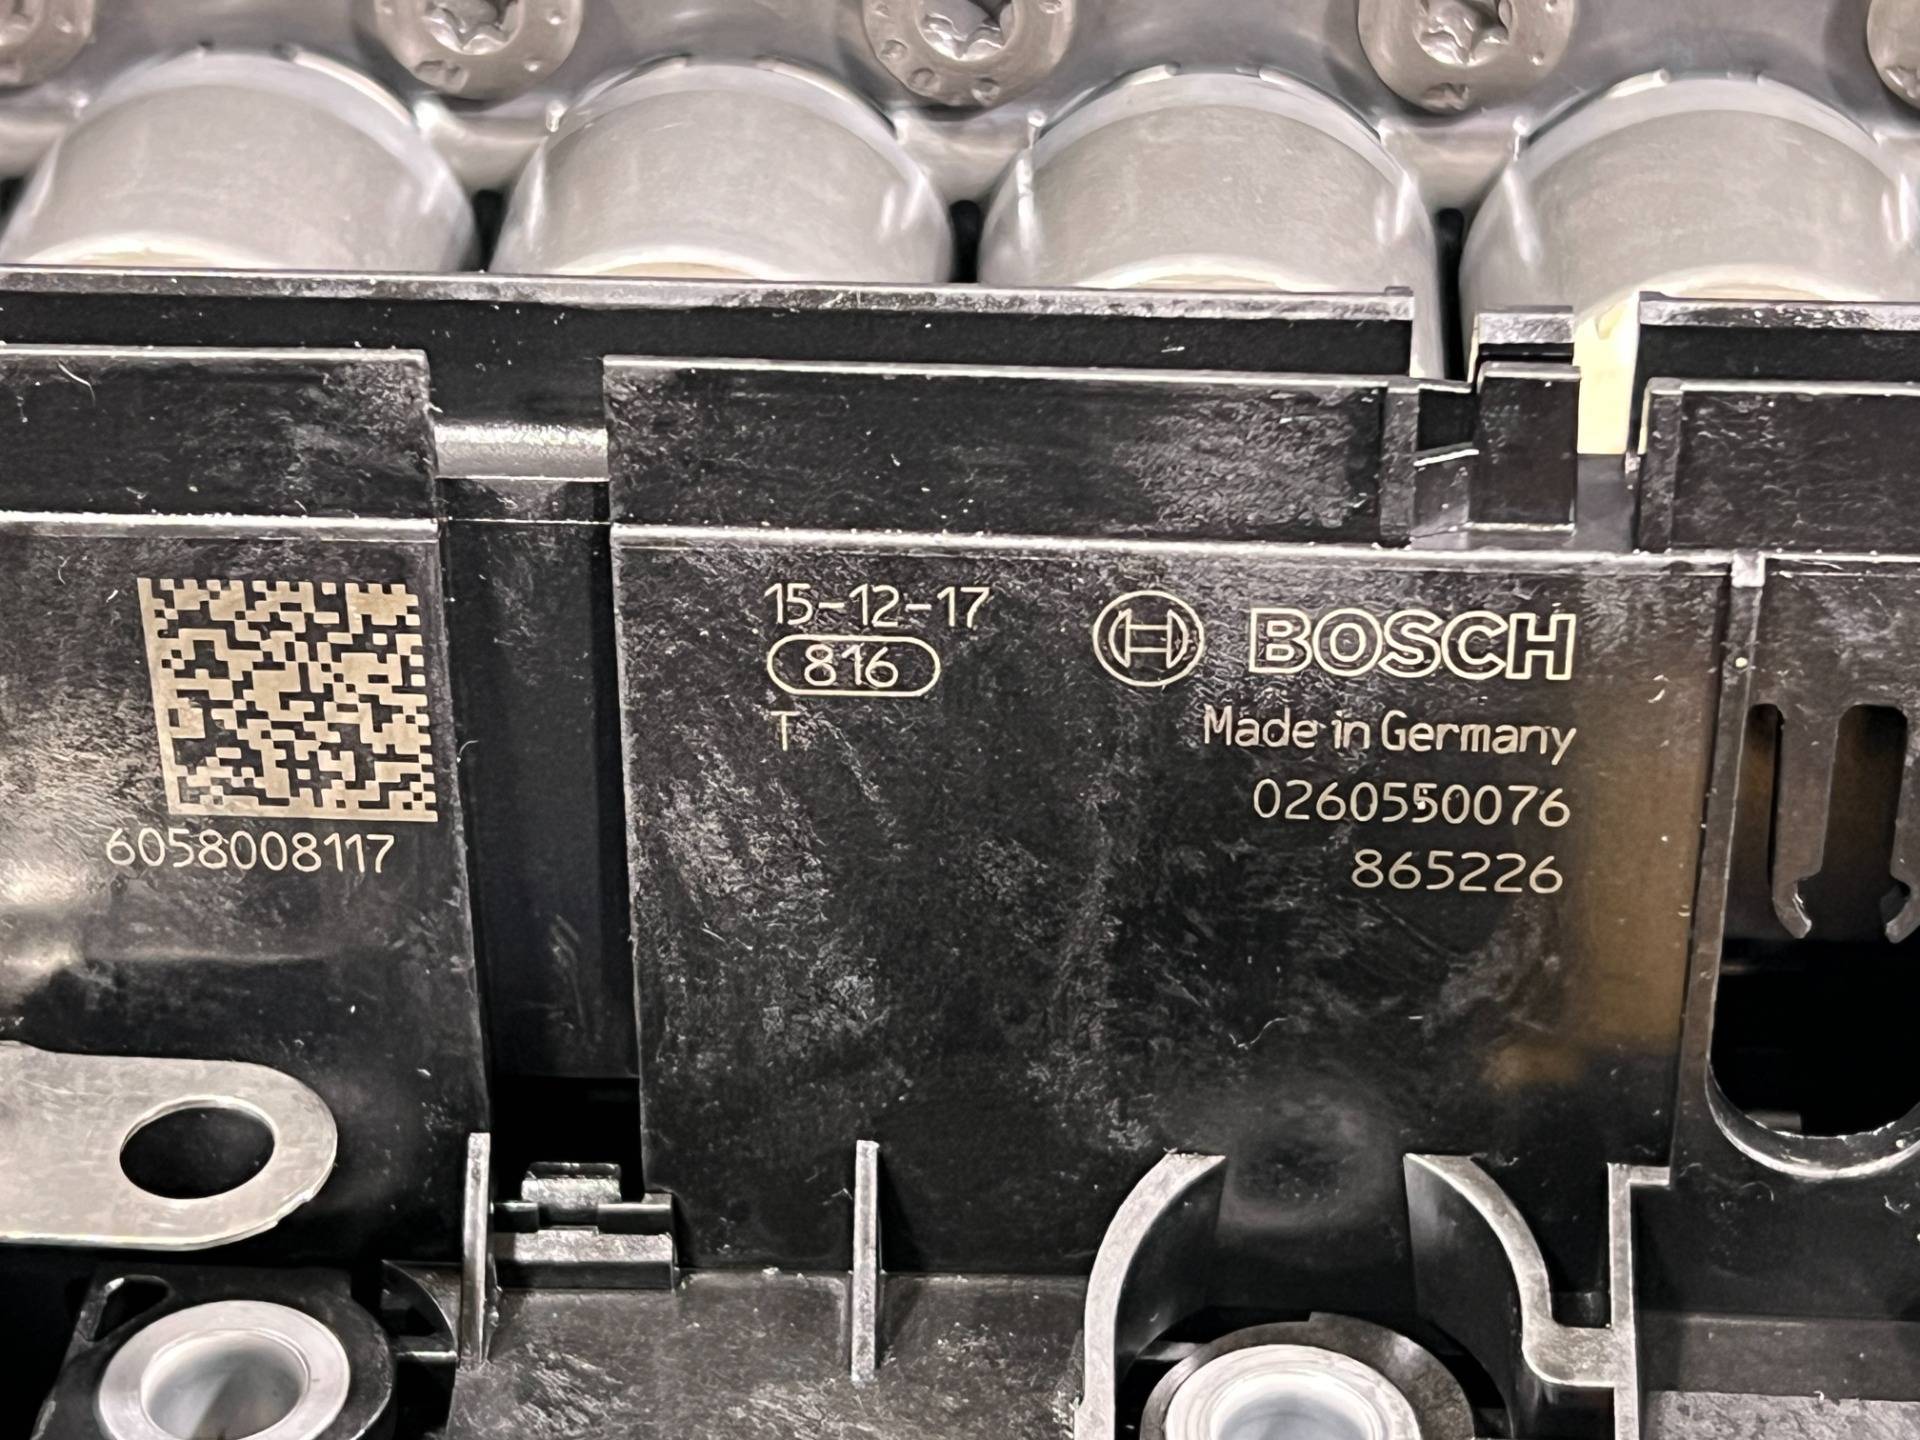 6058008117
15-12-17
816
T
BOSCH
Made in Germany
0260550076
865226